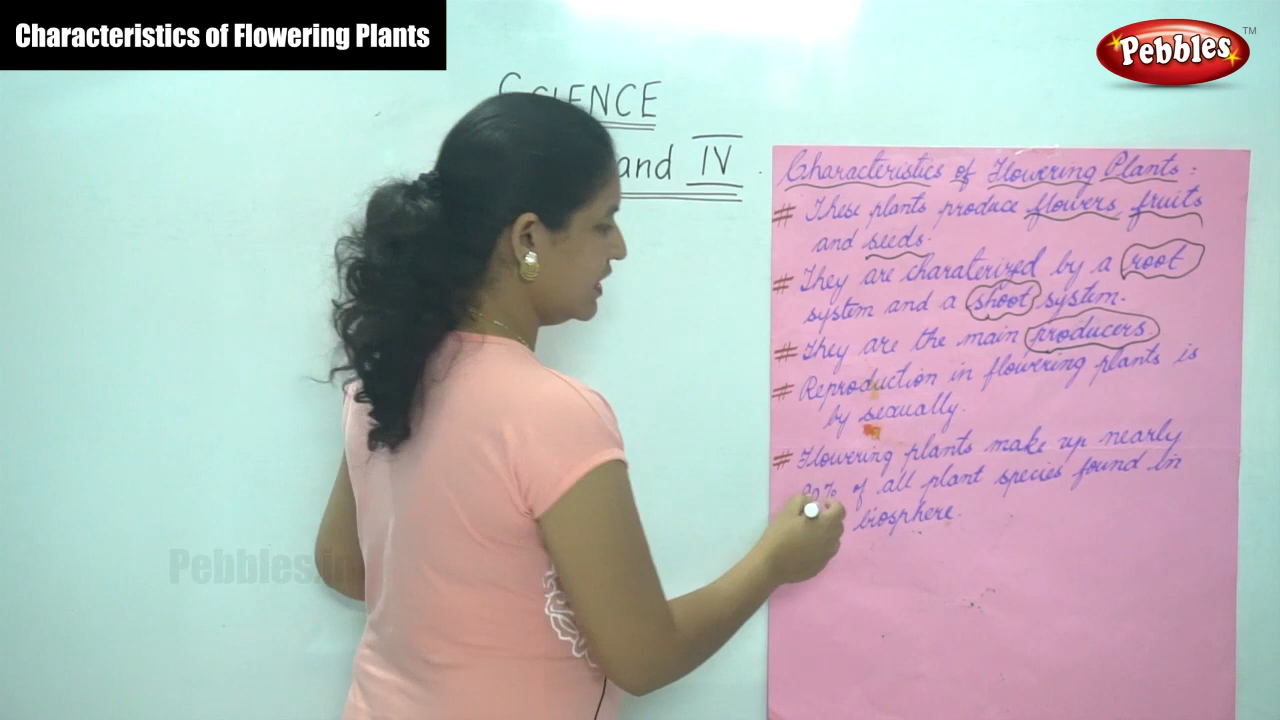 Characteristics of Flowering Plants
Pebbles
TM
SCIENCE
and IV
Characteristics of Flowering Plants :
# These plants produce flowers, fruits
and seeds.
# They are charaterized by a root
system and a shoot system.
# They are the main producers.
# Reproduction in flowering plants is
by sexually.
# Flowering plants make up nearly
of all plant species found in
biosphere.
Pebbles.in